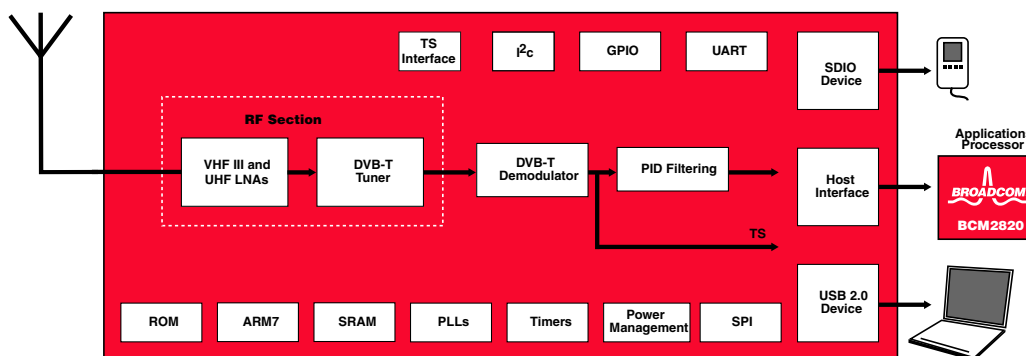 TS
Interface
I²c
GPIO
UART
SDIO
Device
RF Section
VHF III and
UHF LNAs
DVB-T
Tuner
DVB-T
Demodulator
PID Filtering
Host
Interface
Application
Processor
BROADCOM
BCM2820
TS
USB 2.0
Device
ROM
ARM7
SRAM
PLLs
Timers
Power
Management
SPI